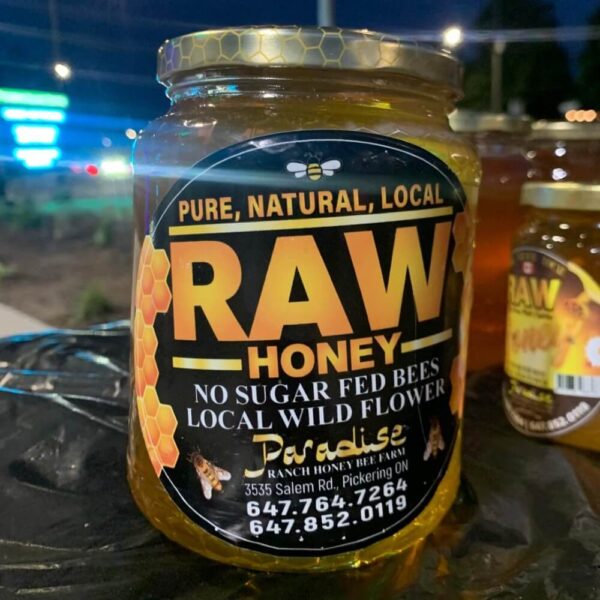 PURE, NATURAL, LOCAL
RAW
HONEY
NO SUGAR FED BEES
LOCAL WILD FLOWER
Paradise
RANCH HONEY BEE FARM
3535 Salem Rd., Pickering ON
647.764.7264
647.852.0119
RAW